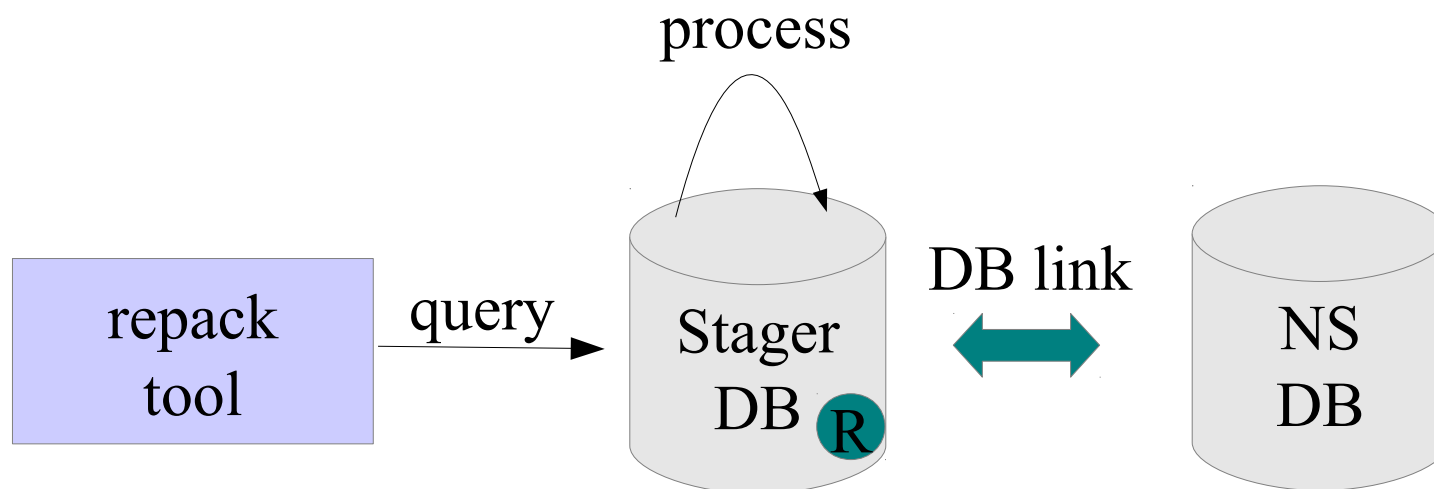 process
repack
tool
query
Stager
DB
R
DB link
NS
DB